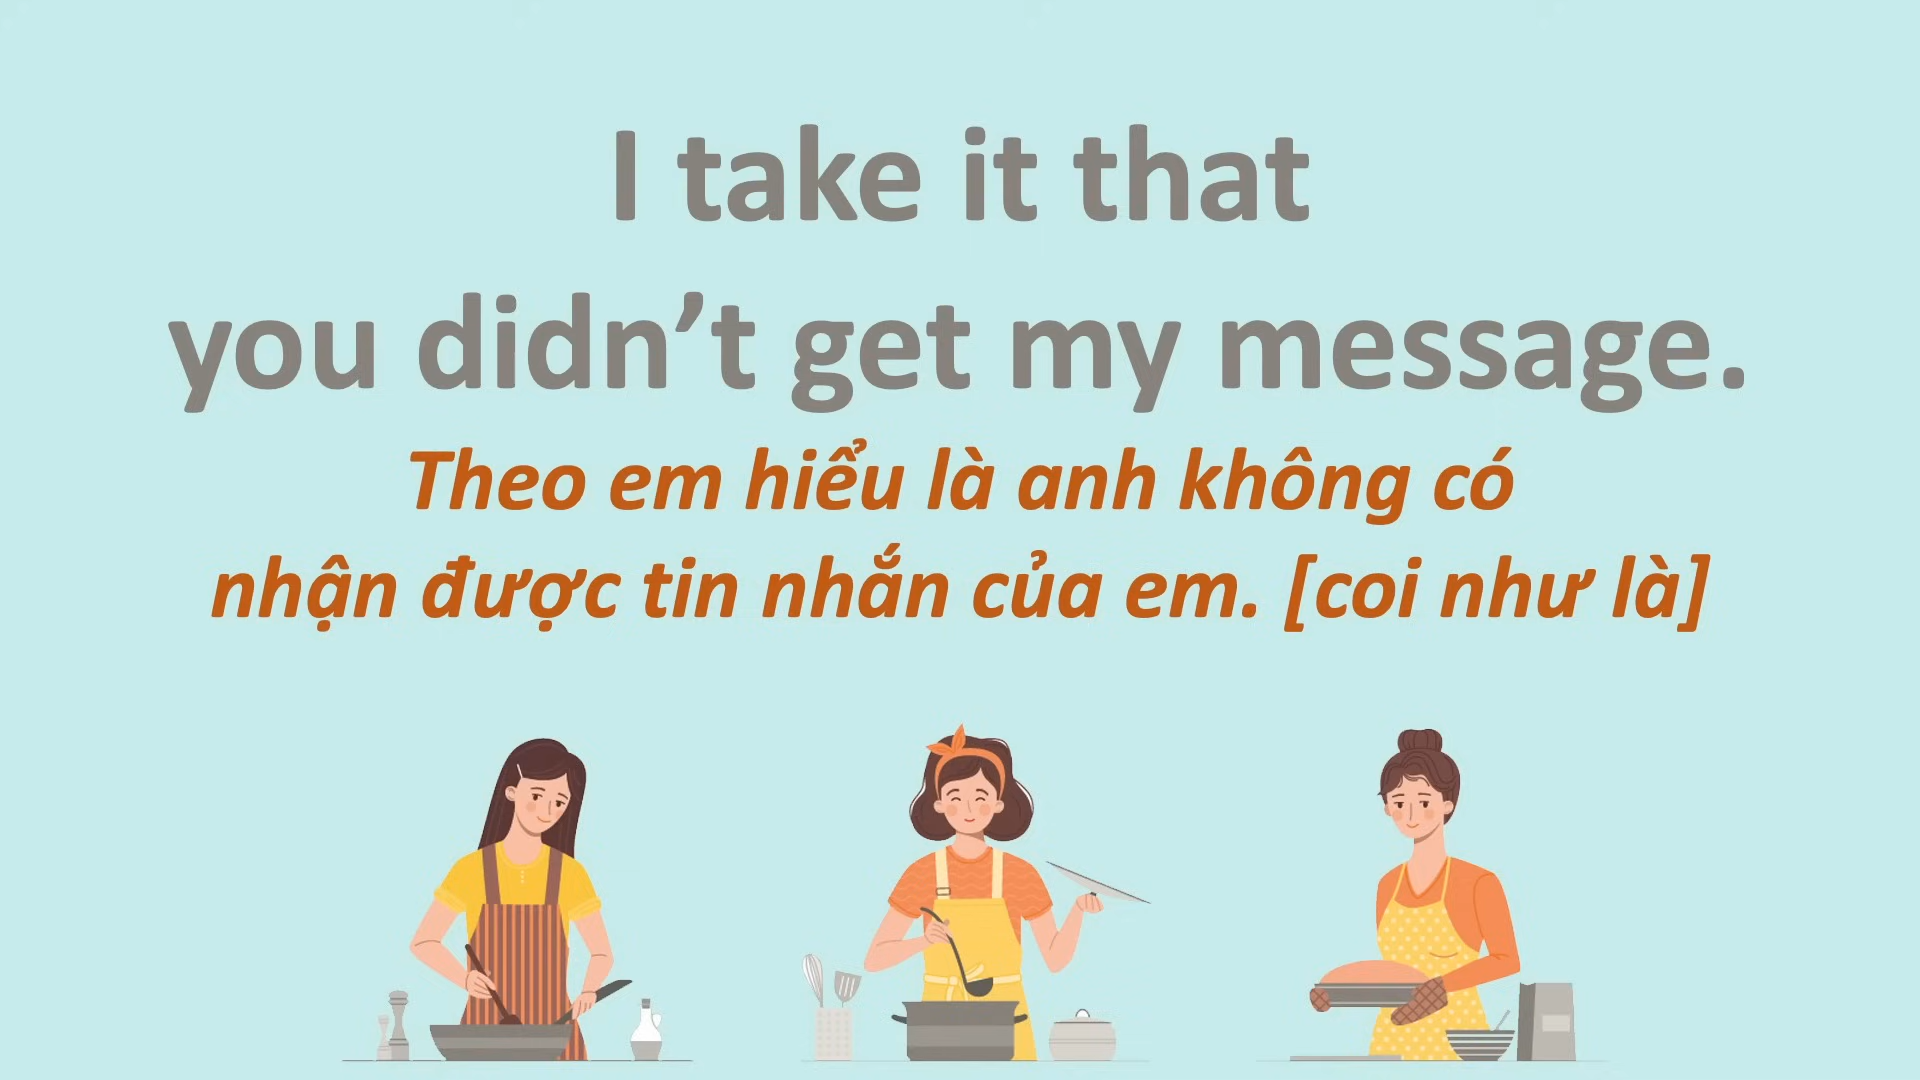 I take it that
you didn’t get my message.
Theo em hiểu là anh không có
nhận được tin nhắn của em. [coi như là]